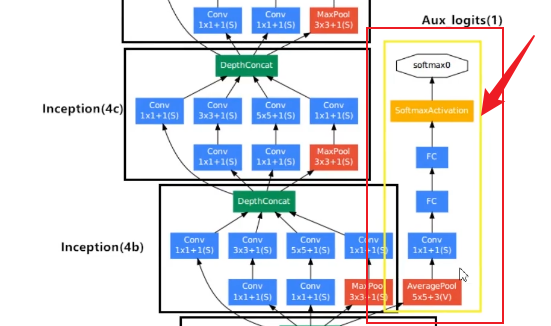 Aux logits(1)
Conv
1x1+1(S)
Conv
1x1+1(S)
MaxPool
3x3+1(S)
DepthConcat
softmax0
Inception(4c)
Conv
1x1+1(S)
Conv
3x3+1(S)
Conv
5x5+1(S)
Conv
1x1+1(S)
SoftmaxActivation
Conv
1x1+1(S)
Conv
1x1+1(S)
MaxPool
3x3+1(S)
FC
DepthConcat
FC
Inception(4b)
Conv
1x1+1(S)
Conv
3x3+1(S)
Conv
5x5+1(S)
Conv
1x1+1(S)
Conv
1x1+1(S)
Conv
1x1+1(S)
Conv
1x1+1(S)
MaxPool
3x3+1(S)
AveragePool
5x5+3(V)